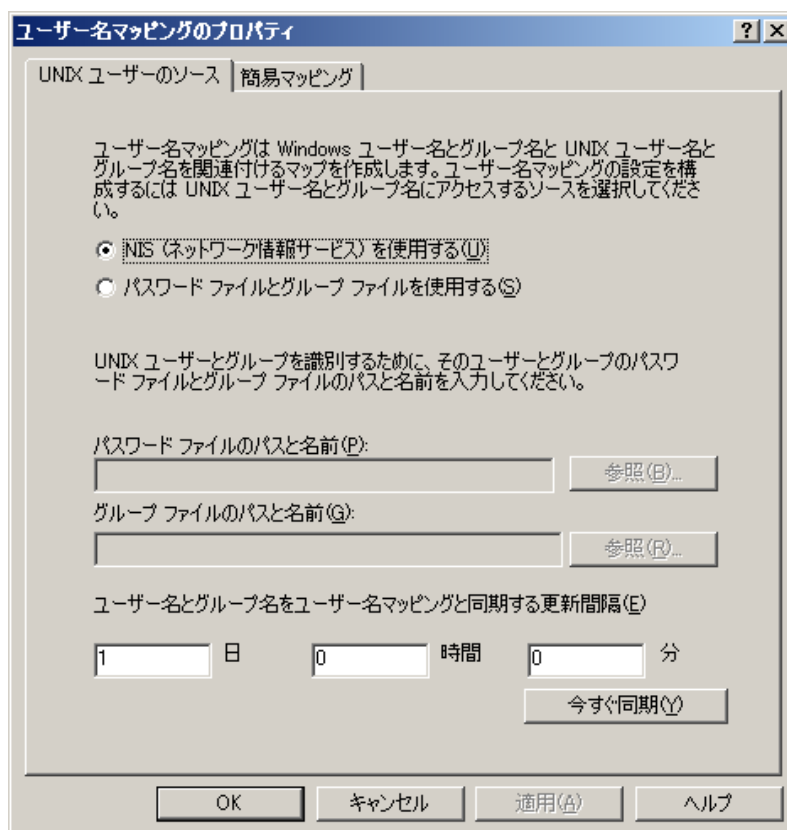 ユーザー名マッピングのプロパティ
UNIX ユーザーのソース 簡易マッピング
ユーザー名マッピングは Windows ユーザー名とグループ名と UNIX ユーザー名と
グループ名を関連付けるマップを作成します。ユーザー名マッピングの設定を構
成するには UNIX ユーザー名とグループ名にアクセスするソースを選択してくださ
い。
NIS (ネットワーク情報サービス) を使用する(U)
パスワード ファイルとグループ ファイルを使用する(S)
UNIX ユーザーとグループを識別するために、そのユーザーとグループのパスワ
ード ファイルとグループ ファイルのパスと名前を入力してください。
パスワード ファイルのパスと名前(P):
参照(B)...
グループ ファイルのパスと名前(G):
参照(R)...
ユーザー名とグループ名をユーザー名マッピングと同期する更新間隔(E)
1 日 0 時間 0 分
今すぐ同期(Y)
OK キャンセル 適用(A) ヘルプ